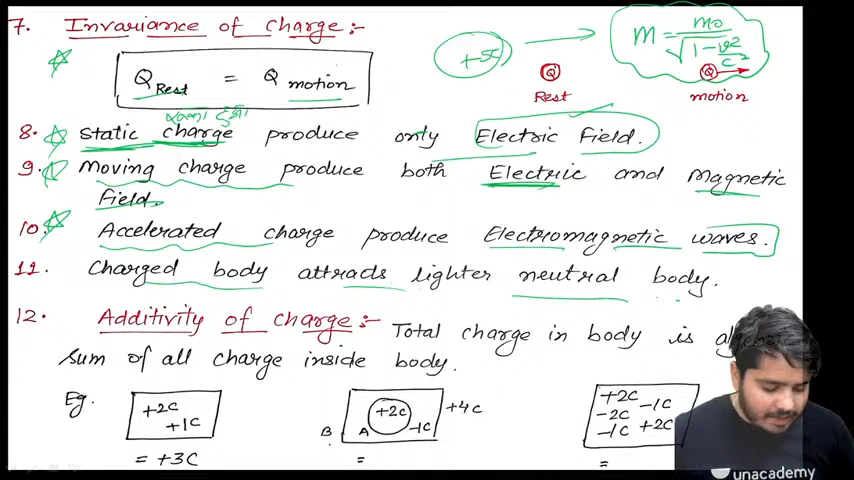 7. Invariance of Charge :-
Q Rest = Q motion
+5C
m = mo / √1 - v²/c²
Q Q
Rest motion
8. Static charge produce only Electric Field.
9. Moving charge produce both Electric and Magnetic
Field.
10. Accelerated charge produce Electromagnetic waves.
11. Charged body attracts lighter neutral body.
12. Additivity of Charge :- Total charge in body is
sum of all charge inside body.
Eg.
+2C
+1C
= +3C
B A +2C -1C +4C
=
+2C -1C
-2C
-1C +2C
=
unacademy